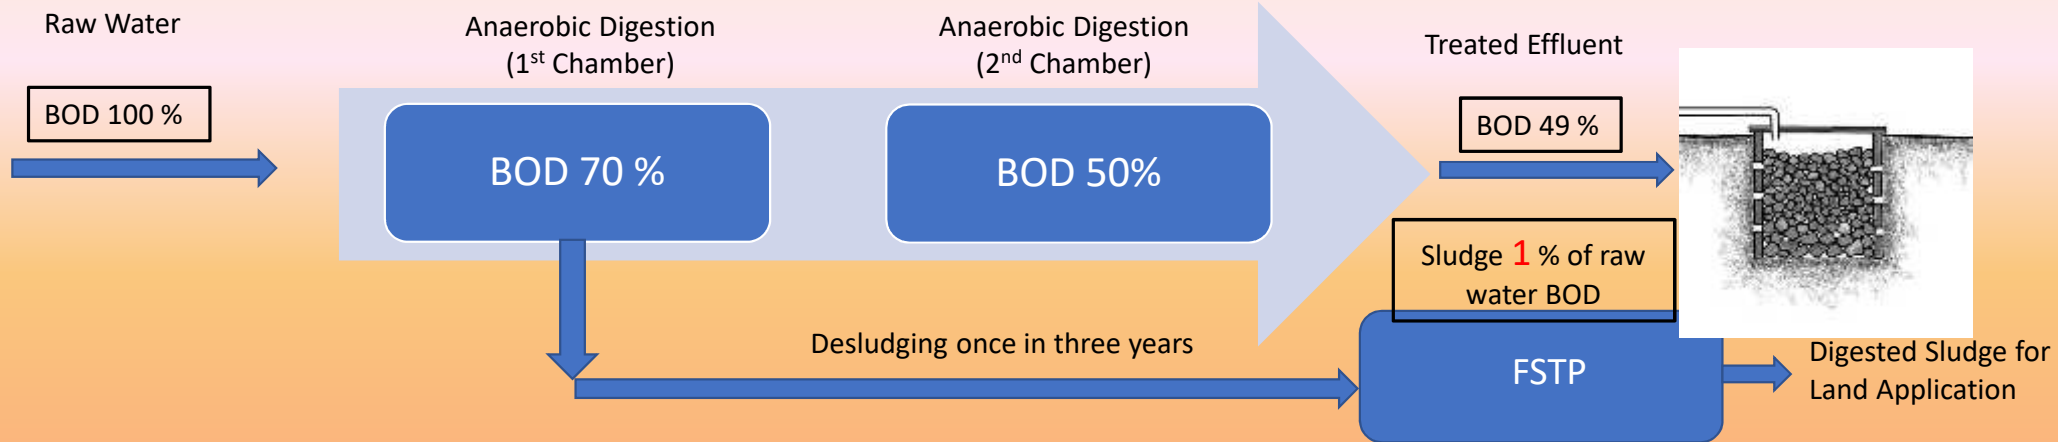 Raw Water
BOD 100 %
Anaerobic Digestion
(1st Chamber)
BOD 70 %
Anaerobic Digestion
(2nd Chamber)
BOD 50%
Treated Effluent
BOD 49 %
Sludge 1 % of raw
water BOD
Desludging once in three years
FSTP
Digested Sludge for
Land Application